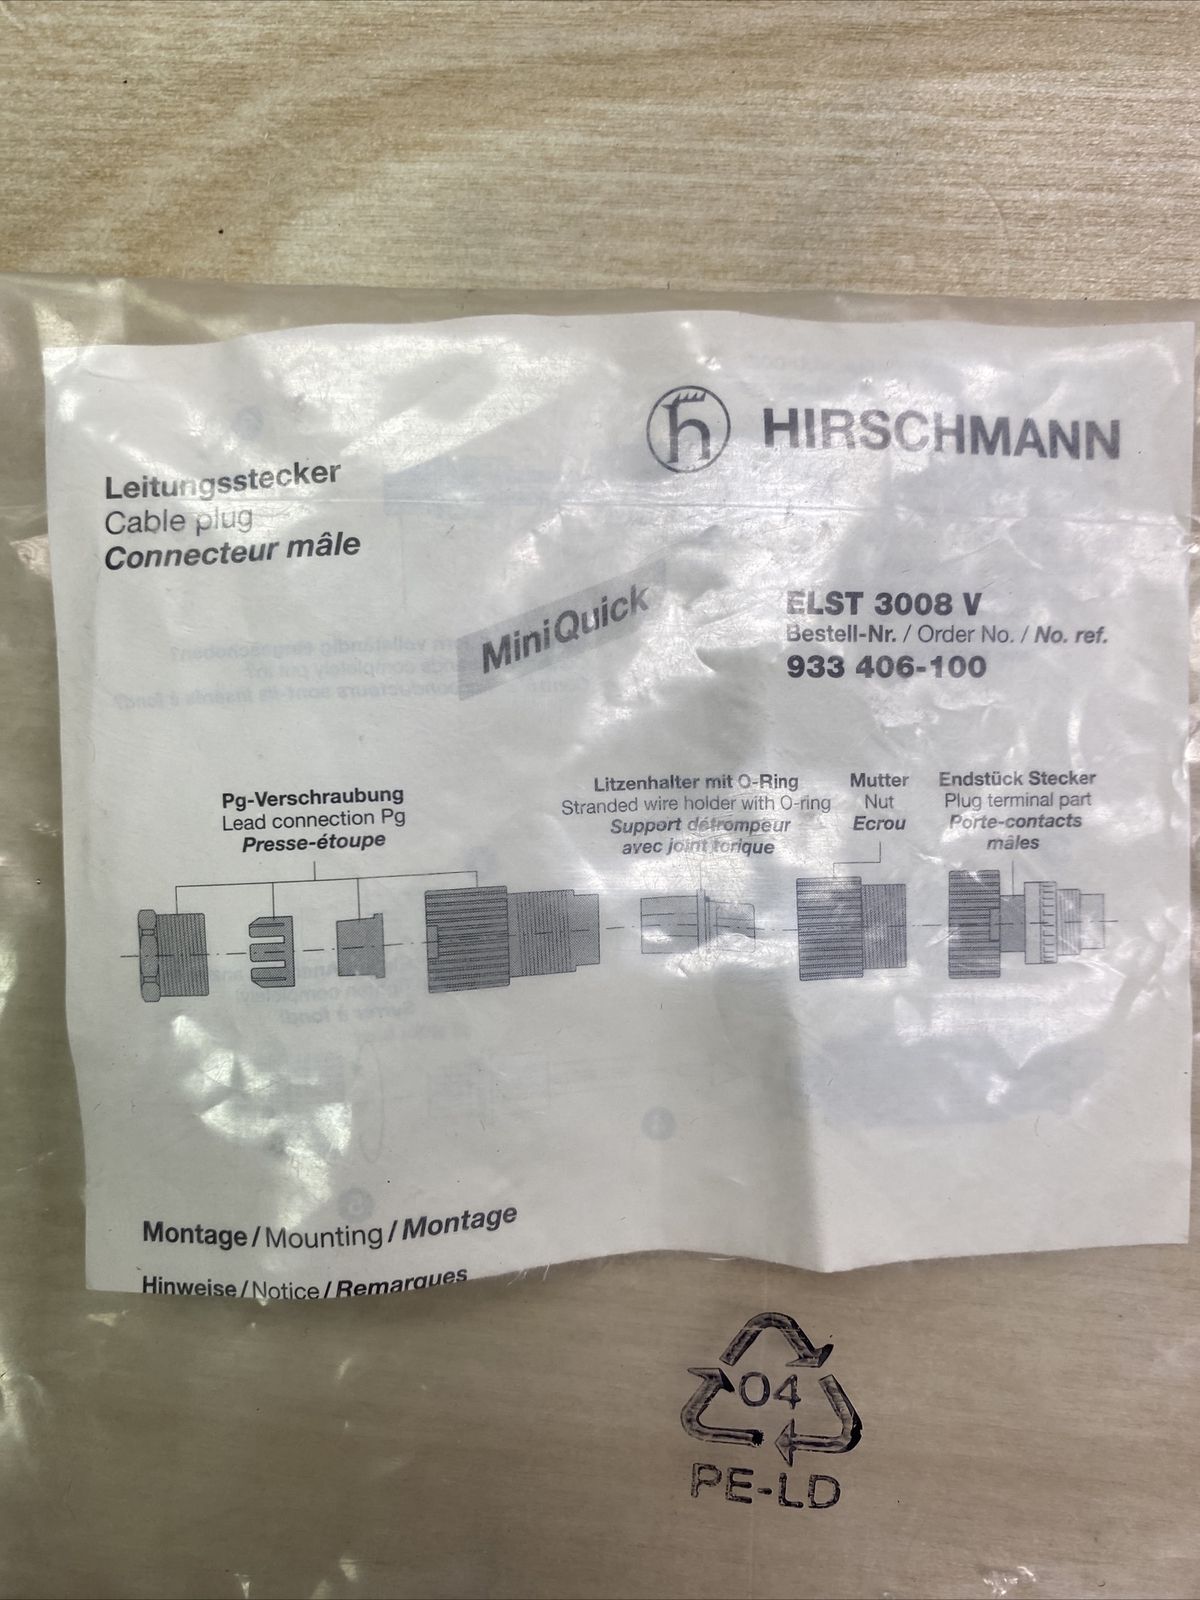 HIRSCHMANN
Leitungsstecker
Cable plug
Connecteur mâle
MiniQuick
ELST 3008 V
Bestell-Nr. / Order No. / No. ref.
933 406-100
Pg-Verschraubung
Lead connection Pg
Presse-étoupe
Litzenhalter mit O-Ring
Stranded wire holder with O-ring
Support détrompeur
avec joint torique
Mutter
Nut
Ecrou
Endstück Stecker
Plug terminal part
Porte-contacts
mâles
Montage / Mounting / Montage
Hinweise / Notice / Remarques
04
PE-LD